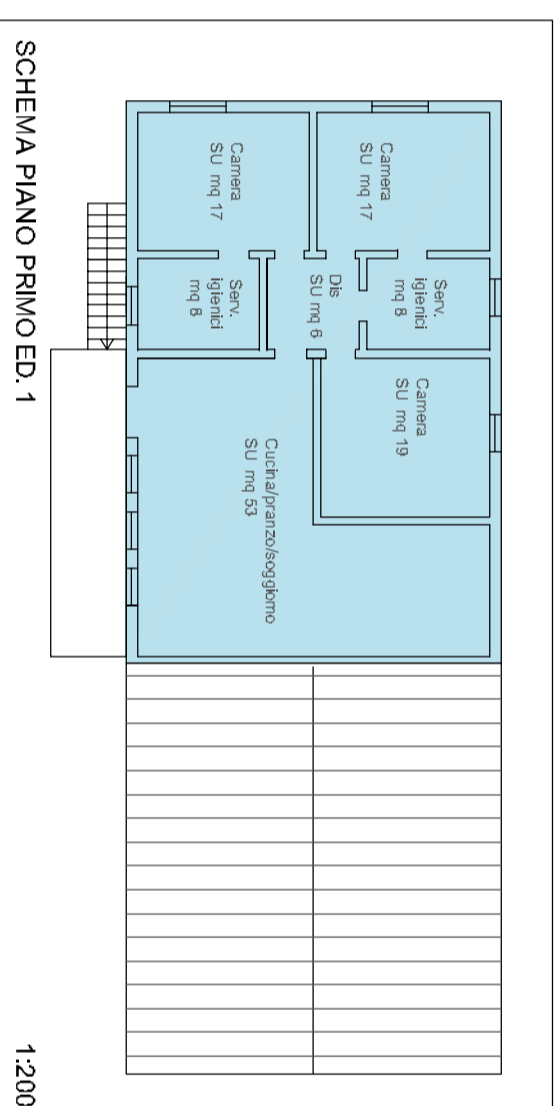 Camera
SU mq 17
Serv.
igienici
mq 8
Camera
SU mq 19
Camera
SU mq 17
Dis
SU mq 6
Serv.
igienici
mq 8
Cucina/pranzo/soggiorno
SU mq 53
SCHEMA PIANO PRIMO ED. 1
1:200